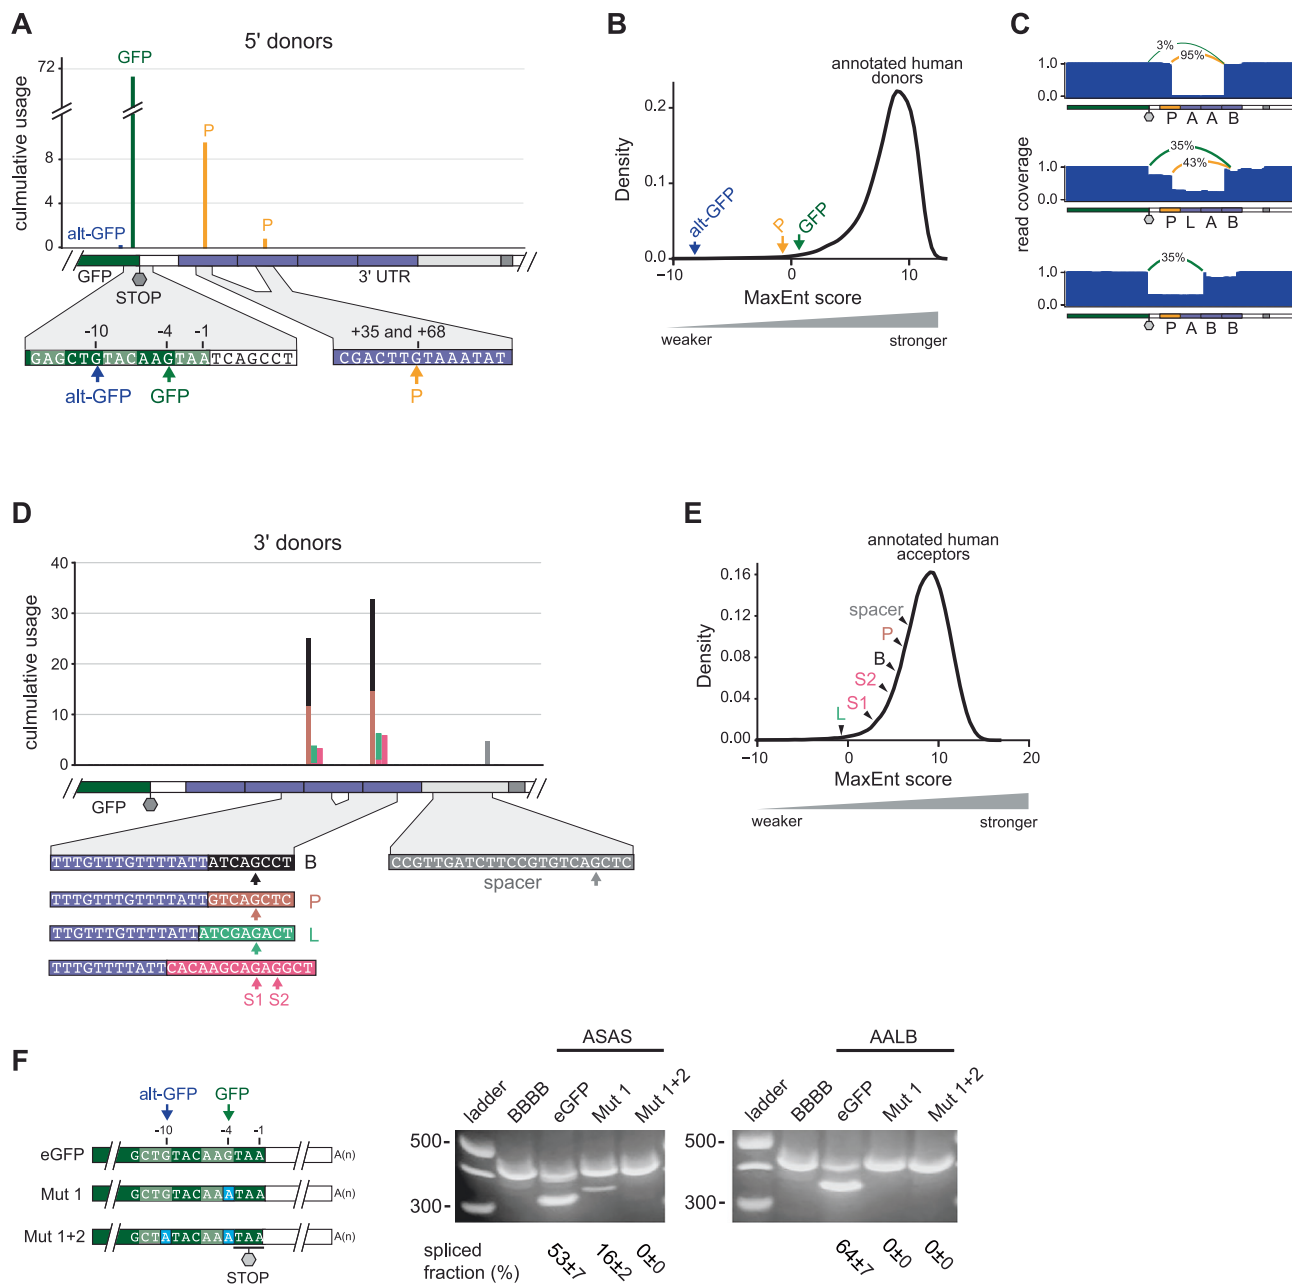 A
5' donors
culmulative usage
72
8
4
0
GFP
alt-GFP
P
P
GFP
STOP
3' UTR
-10
-4
-1
GAGCTGTACAAGTAATCAGCCT
alt-GFP
GFP
+35 and +68
CGACTTGTAAATAT
P
B
annotated human
donors
Density
0.2
0.1
0.0
alt-GFP
P
GFP
−10
0
10
MaxEnt score
weaker
stronger
C
read coverage
3%
95%
1.0
0.0
P A A B
35%
43%
1.0
0.0
P L A B
35%
1.0
0.0
P A B B
D
3' donors
culmulative usage
40
30
20
10
0
GFP
TTTGTTTGTTTTATTATCAGCCT B
TTTGTTTGTTTTATTGTCAGCTC P
TTGTTTGTTTTATTATCGAGACT L
TTTGTTTTATTCACAAGCAGAGGCT
S1 S2
CCGTTGATCTTCCGTGTCAGCTC
spacer
E
annotated human
acceptors
Density
0.16
0.12
0.08
0.04
0.00
spacer
P
B
S2
S1
L
−10
0
10
20
MaxEnt score
weaker
stronger
F
alt-GFP
GFP
-10
-4
-1
eGFP GCTGTACAAGTAA A(n)
Mut 1 GCTGTACAAATAA A(n)
Mut 1+2 GCTATACAAATAA A(n)
STOP
ASAS
ladder
BBBB
eGFP
Mut 1
Mut 1+2
500-
300-
spliced
fraction (%)
53±7
16±2
0±0
AALB
ladder
BBBB
eGFP
Mut 1
Mut 1+2
500-
300-
64±7
0±0
0±0